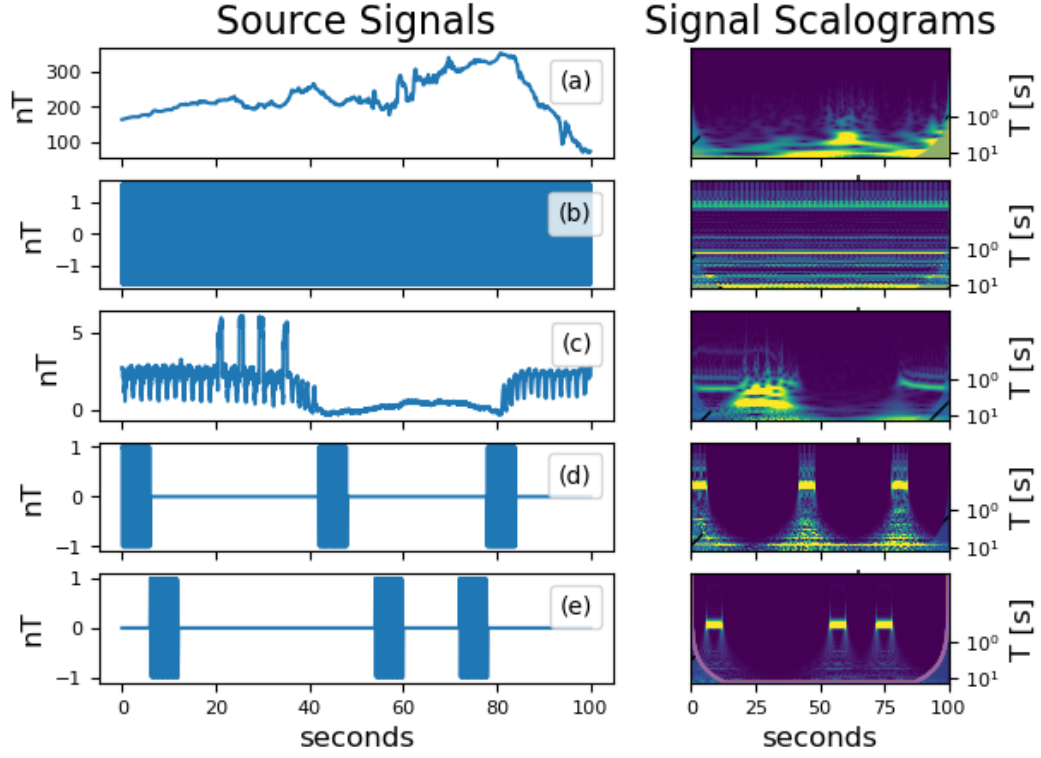 Source Signals Signal Scalograms
nT
300
200
100
(a)
10⁰
10¹
T [s]
nT
1
0
−1
(b)
10⁰
10¹
T [s]
nT
5
0
(c)
10⁰
10¹
T [s]
nT
1
0
−1
(d)
10⁰
10¹
T [s]
nT
1
0
−1
(e)
10⁰
10¹
T [s]
0 20 40 60 80 100 0 25 50 75 100
seconds seconds